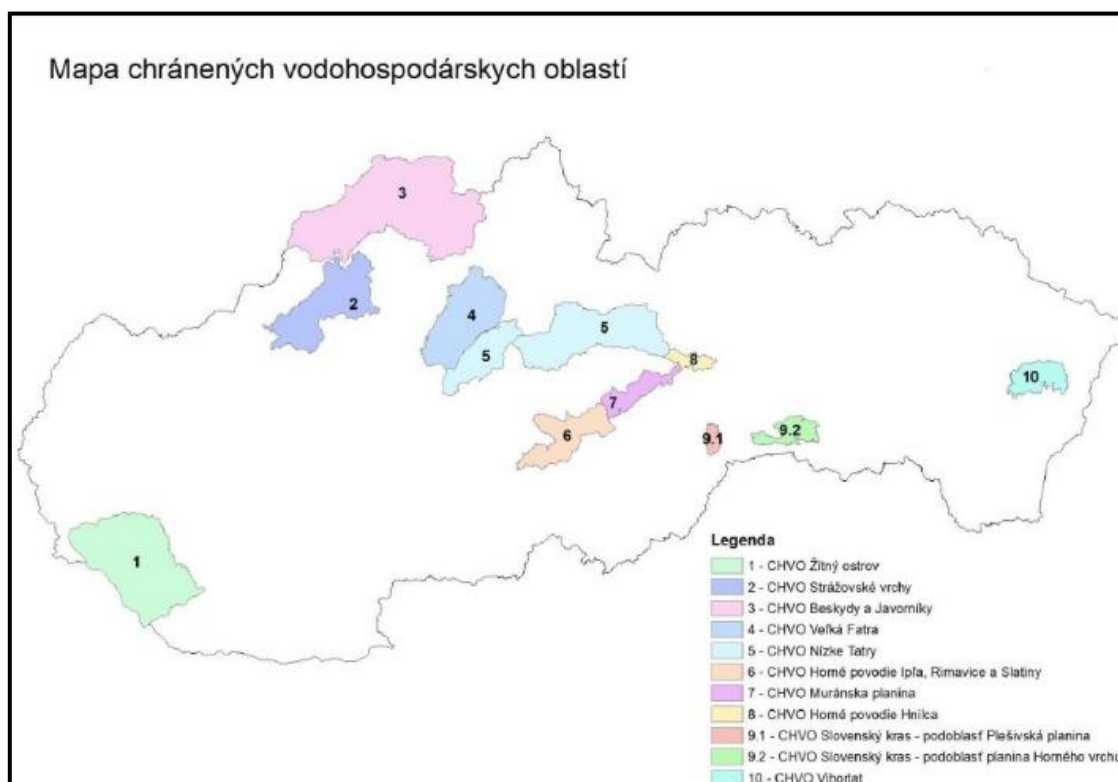 Mapa chránených vodohospodárskych oblastí
3
2
4
5
5
8
7
10
6
9.1
9.2
1
Legenda
1 - CHVO Žitný ostrov
2 - CHVO Strážovské vrchy
3 - CHVO Beskydy a Javorníky
4 - CHVO Veľká Fatra
5 - CHVO Nízke Tatry
6 - CHVO Horné povodie Ipľa, Rimavice a Slatiny
7 - CHVO Muránska planina
8 - CHVO Horné povodie Hnilca
9.1 - CHVO Slovenský kras - podoblasť Plešivská planina
9.2 - CHVO Slovenský kras - podoblasť planina Horného vrchu
10 - CHVO Vihorlat